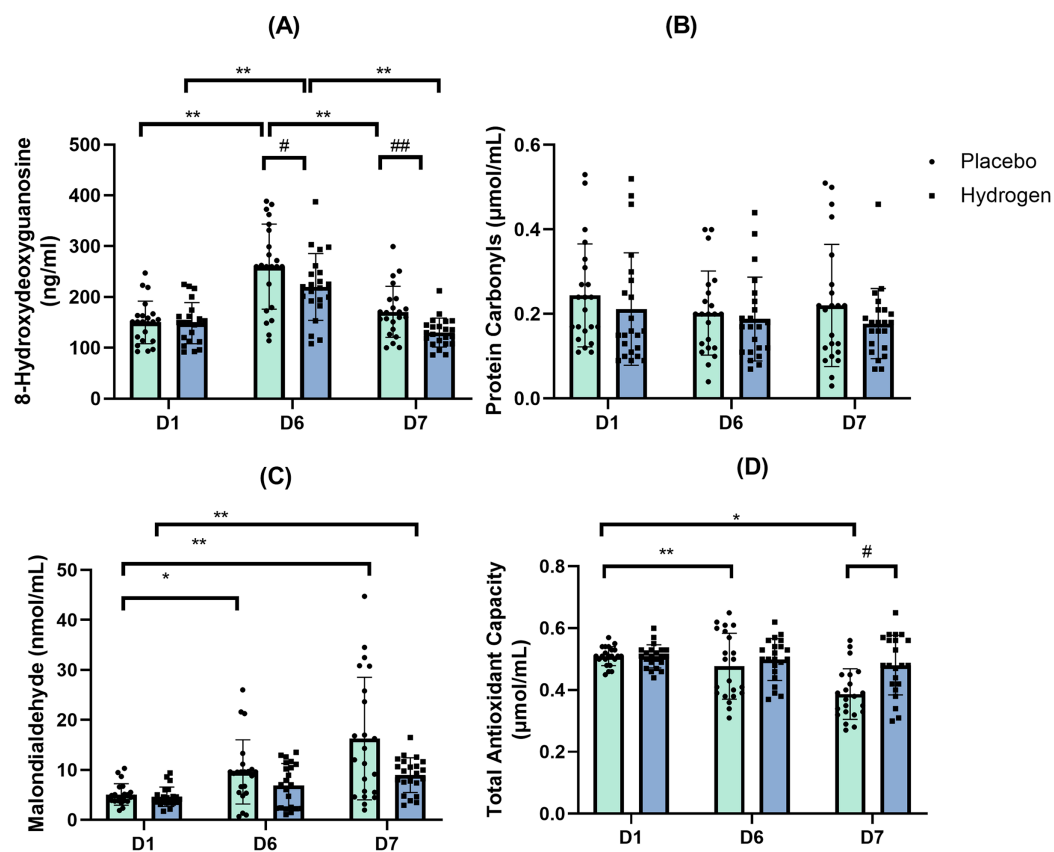 (A)
** **
** **
# ##
8-Hydroxydeoxyguanosine
(ng/ml)
500
400
300
200
100
0
D1 D6 D7
(B)
Protein Carbonyls (μmol/mL)
0.6
0.4
0.2
0.0
D1 D6 D7
Placebo
Hydrogen
(C)
**
**
*
Malondialdehyde (nmol/mL)
50
40
30
20
10
0
D1 D6 D7
(D)
*
** #
Total Antioxidant Capacity
(μmol/mL)
0.8
0.6
0.4
0.2
0.0
D1 D6 D7